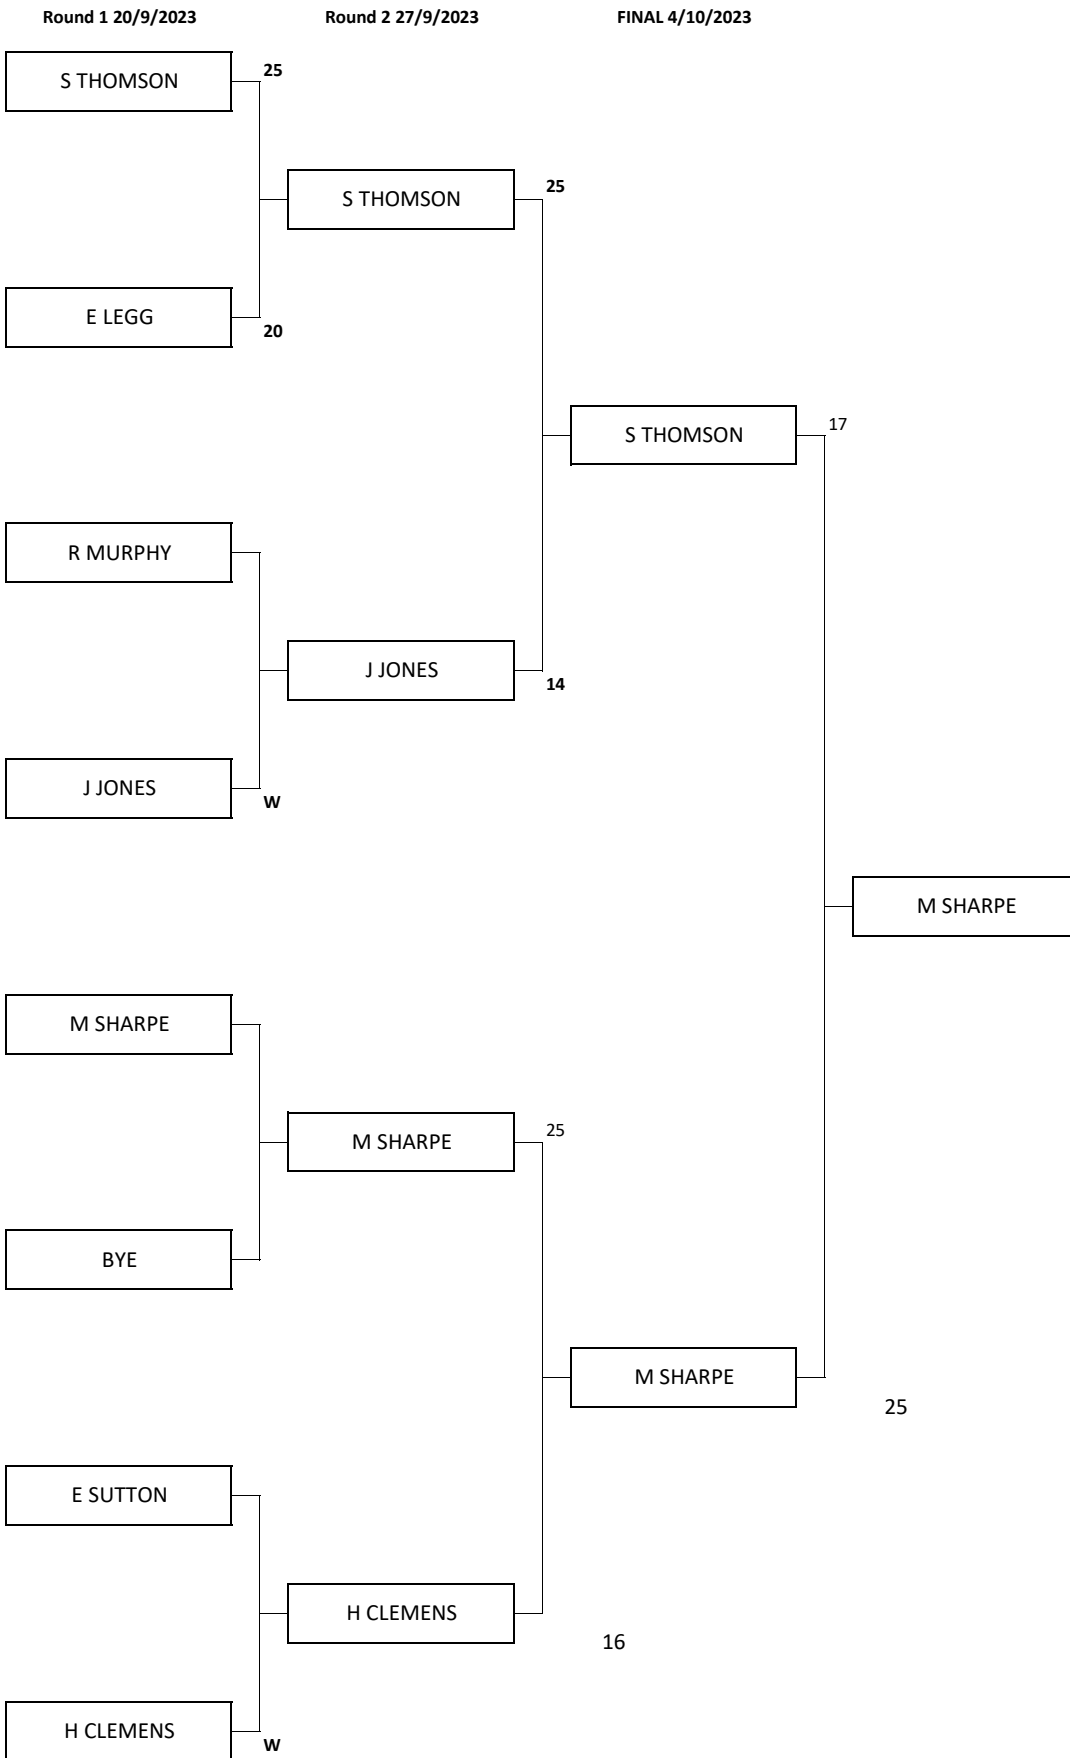 Round 1 20/9/2023 Round 2 27/9/2023 FINAL 4/10/2023
25
S THOMSON
S THOMSON
25
E LEGG
20
S THOMSON
17
R MURPHY
J JONES
14
J JONES
W
M SHARPE
M SHARPE
M SHARPE
25
BYE
M SHARPE
25
E SUTTON
H CLEMENS
16
H CLEMENS
W